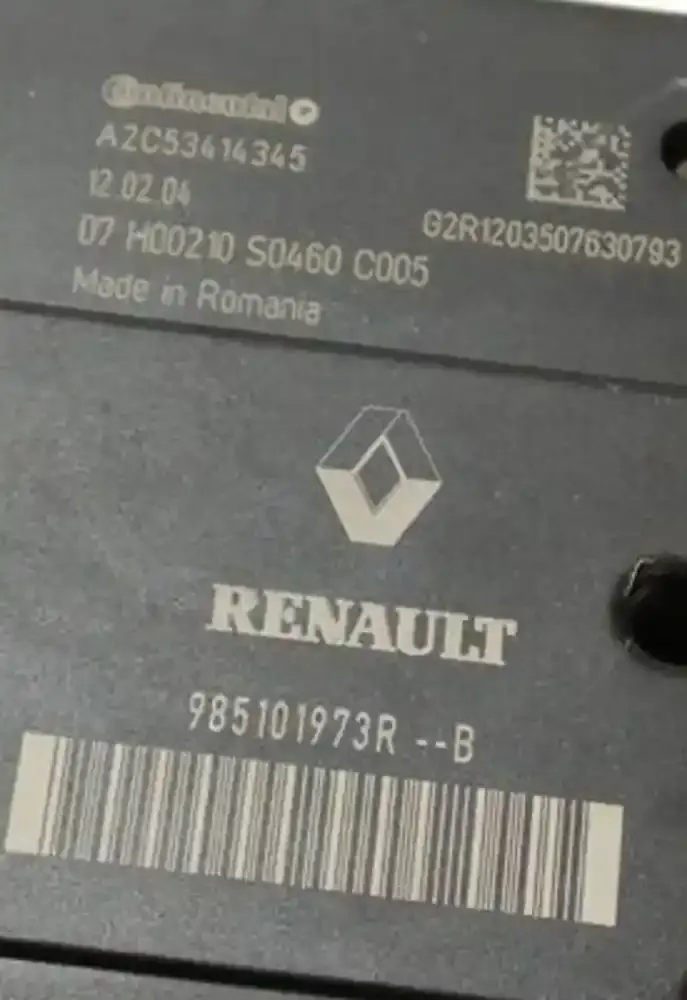 Continental
A2C53414345
12.02.04
07 H00210 S0460 C005
Made in Romania
G2R1203507630793
RENAULT
985101973R --B